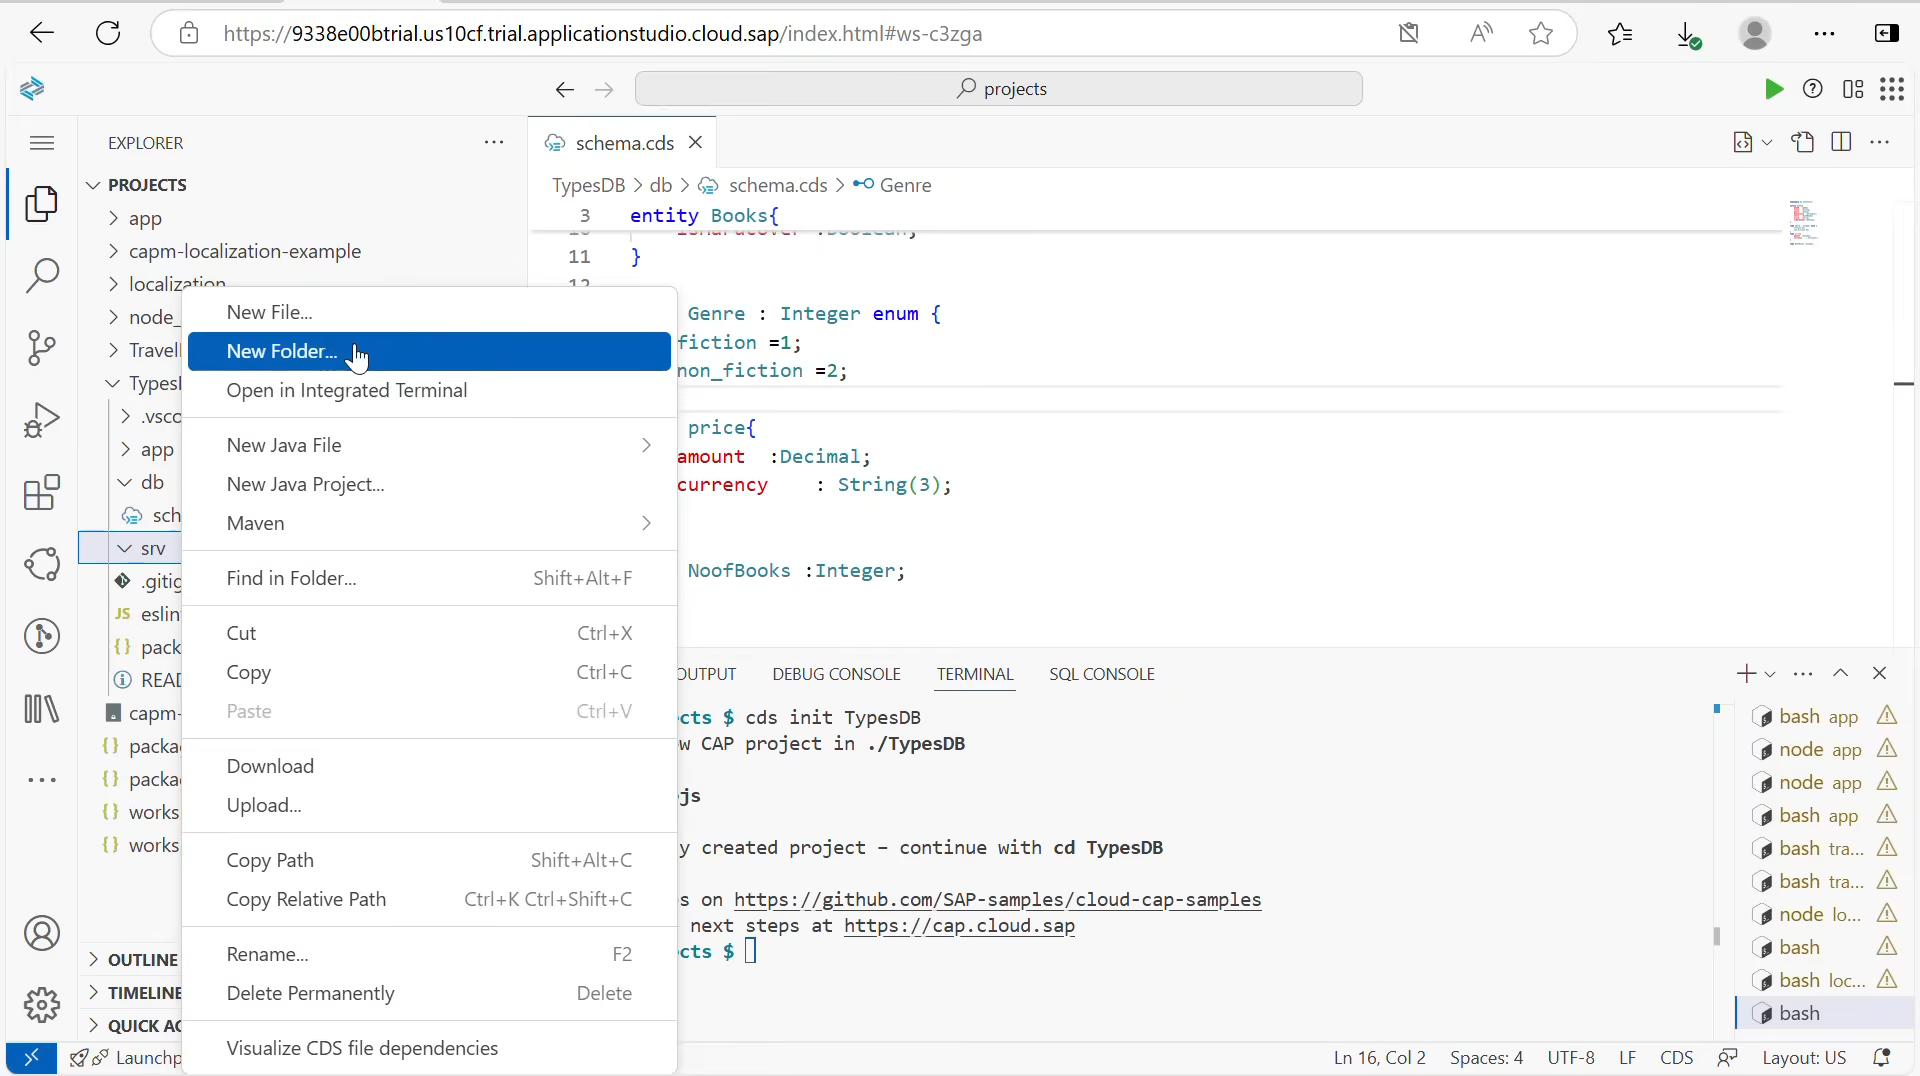 https://9338e00btrial.us10cf.trial.applicationstudio.cloud.sap/index.html#ws-c3zga
projects
EXPLORER
schema.cds
PROJECTS
TypesDB > db > schema.cds > Genre
app
3 entity Books{
capm-localization-example
11 }
localization
12
node_
Travel
Types
.vsco
app
db
sch
srv
.gitig
eslin
pack
READ
capm-
packa
packa
works
works
OUTLINE
TIMELINE
QUICK AC
New File...
New Folder...
Open in Integrated Terminal
New Java File
New Java Project...
Maven
Find in Folder... Shift+Alt+F
Cut Ctrl+X
Copy Ctrl+C
Paste Ctrl+V
Download
Upload...
Copy Path Shift+Alt+C
Copy Relative Path Ctrl+K Ctrl+Shift+C
Rename... F2
Delete Permanently Delete
Visualize CDS file dependencies
Genre : Integer enum {
fiction =1;
non_fiction =2;
price{
amount :Decimal;
currency : String(3);
NoofBooks :Integer;
OUTPUT DEBUG CONSOLE TERMINAL SQL CONSOLE
cts $ cds init TypesDB
w CAP project in ./TypesDB
js
y created project – continue with cd TypesDB
s on https://github.com/SAP-samples/cloud-cap-samples
next steps at https://cap.cloud.sap
cts $
bash app
node app
node app
bash app
bash tra...
bash tra...
node lo...
bash
bash loc...
bash
Launchp
Ln 16, Col 2 Spaces: 4 UTF-8 LF CDS Layout: US